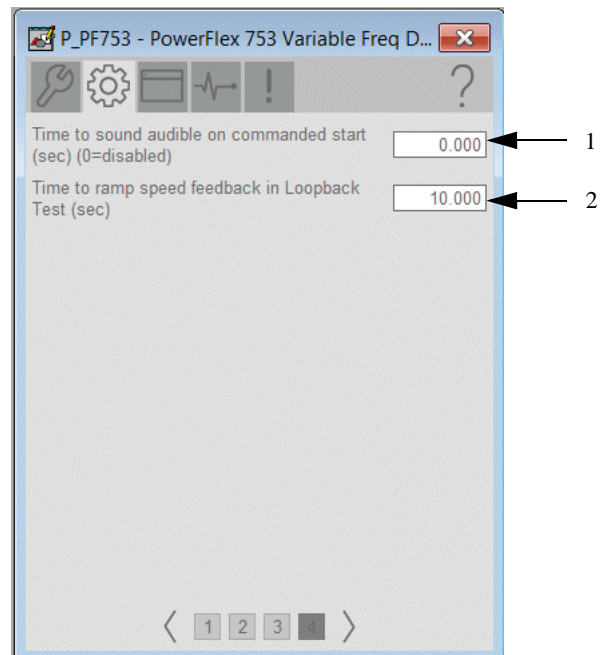 P_PF753 - PowerFlex 753 Variable Freq D...
Time to sound audible on commanded start
(sec) (0=disabled)
0.000
1
Time to ramp speed feedback in Loopback
Test (sec)
10.000
2
1 2 3 4